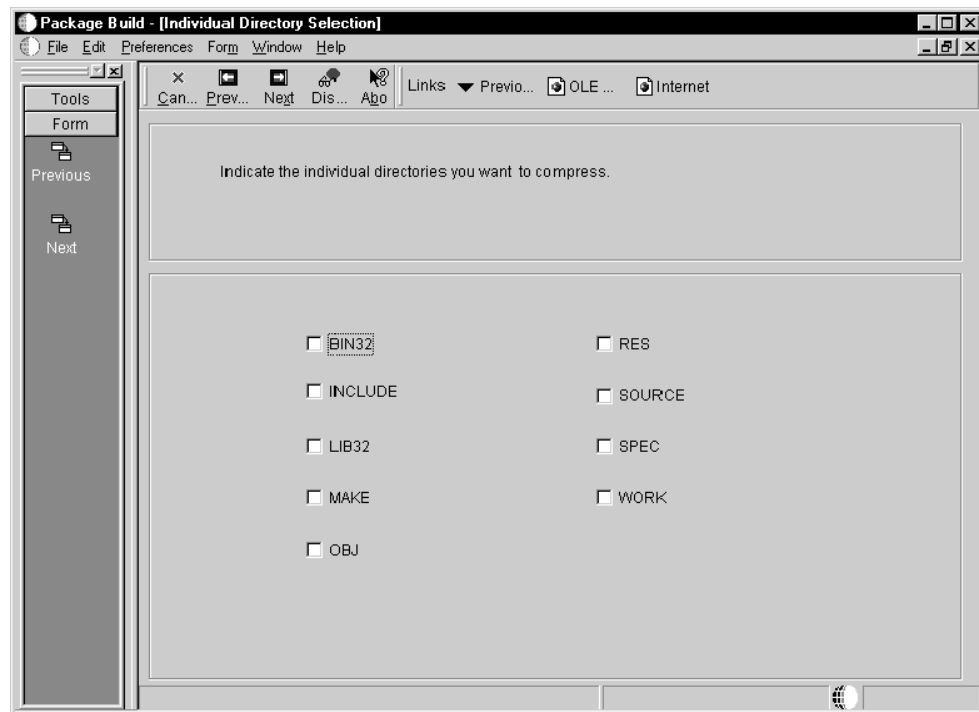 Package Build - [Individual Directory Selection]
File Edit Preferences Form Window Help
Tools
Form
Previous
Next
Can... Prev... Next Dis... Abo
Links Previo... OLE ... Internet
Indicate the individual directories you want to compress.
BIN32
INCLUDE
LIB32
MAKE
OBJ
RES
SOURCE
SPEC
WORK